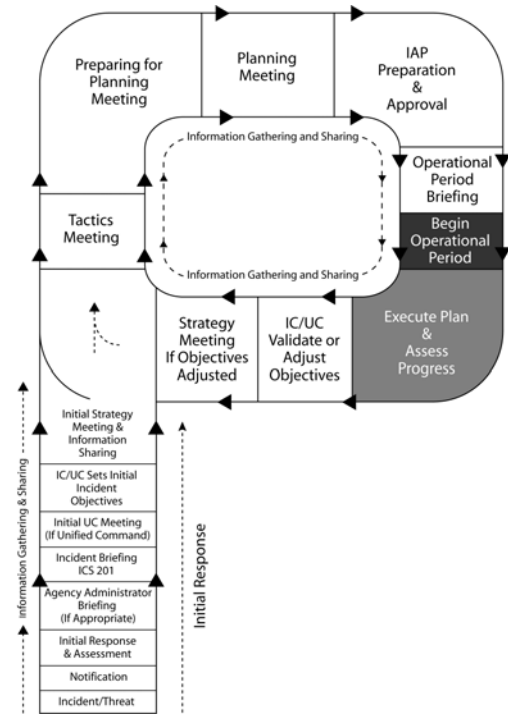 Preparing for
Planning
Meeting
Planning
Meeting
IAP
Preparation
&
Approval
Information Gathering and Sharing
Operational
Period
Briefing
Tactics
Meeting
Begin
Operational
Period
Information Gathering and Sharing
Strategy
Meeting
If Objectives
Adjusted
IC/UC
Validate or
Adjust
Objectives
Execute Plan
&
Assess
Progress
Initial Strategy
Meeting &
Information
Sharing
IC/UC Sets Initial
Incident
Objectives
Initial UC Meeting
(If Unified Command)
Incident Briefing
ICS 201
Agency Administrator
Briefing
(If Appropriate)
Initial Response
& Assessment
Notification
Incident/Threat
Information Gathering & Sharing
Initial Response